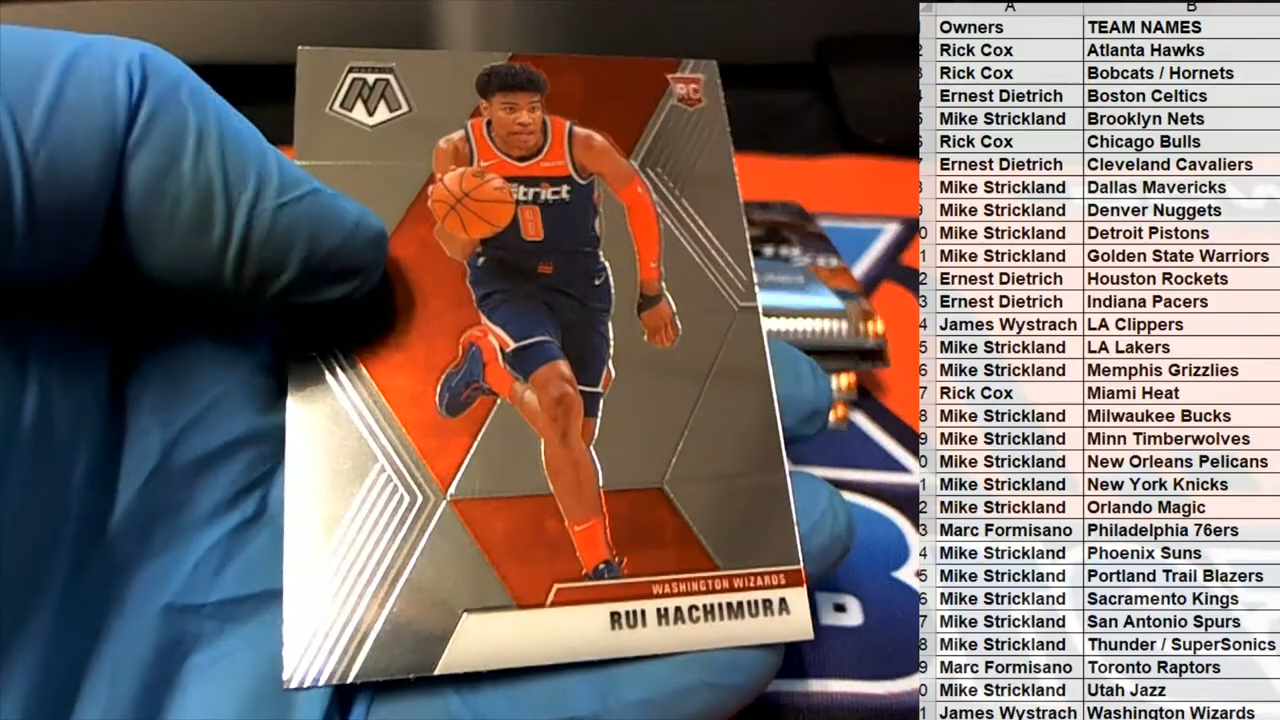 RC
strict
8
WASHINGTON WIZARDS
RUI HACHIMURA
A B
Owners TEAM NAMES
Rick Cox Atlanta Hawks
Rick Cox Bobcats / Hornets
Ernest Dietrich Boston Celtics
Mike Strickland Brooklyn Nets
Rick Cox Chicago Bulls
Ernest Dietrich Cleveland Cavaliers
Mike Strickland Dallas Mavericks
Mike Strickland Denver Nuggets
Mike Strickland Detroit Pistons
Mike Strickland Golden State Warriors
Ernest Dietrich Houston Rockets
Ernest Dietrich Indiana Pacers
James Wystrach LA Clippers
Mike Strickland LA Lakers
Mike Strickland Memphis Grizzlies
Rick Cox Miami Heat
Mike Strickland Milwaukee Bucks
Mike Strickland Minn Timberwolves
Mike Strickland New Orleans Pelicans
Mike Strickland New York Knicks
Mike Strickland Orlando Magic
Marc Formisano Philadelphia 76ers
Mike Strickland Phoenix Suns
Mike Strickland Portland Trail Blazers
Mike Strickland Sacramento Kings
Mike Strickland San Antonio Spurs
Mike Strickland Thunder / SuperSonics
Marc Formisano Toronto Raptors
Mike Strickland Utah Jazz
James Wystrach Washington Wizards